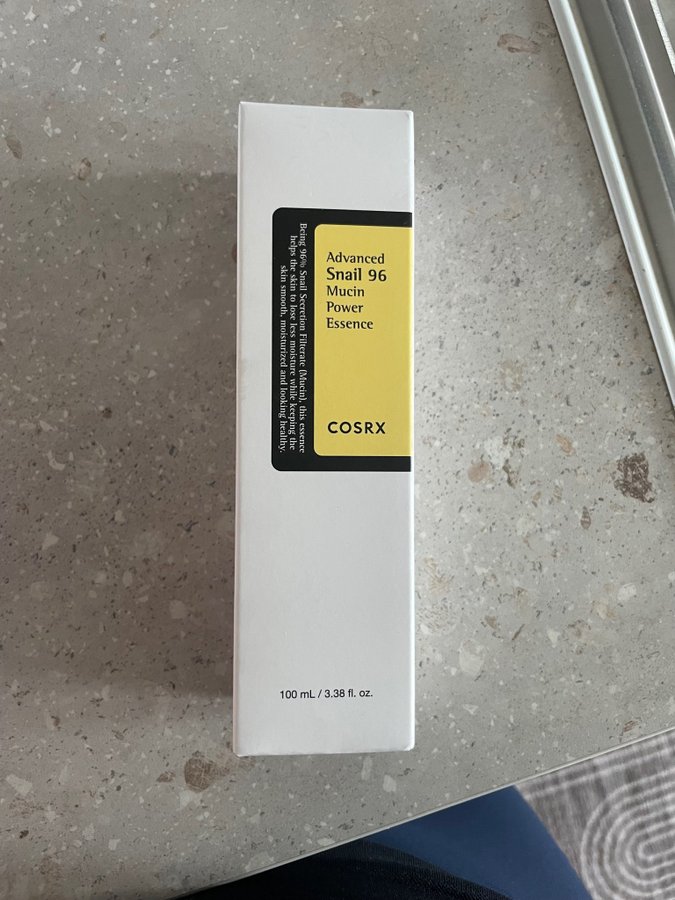 Advanced
Snail 96
Mucin
Power
Essence
COSRX
Being 96% Snail Secretion Filterate (Mucin), this essence
helps the skin to lose less moisture while keeping the
skin smooth, moisturized and looking healthy.
100 mL / 3.38 fl. oz.